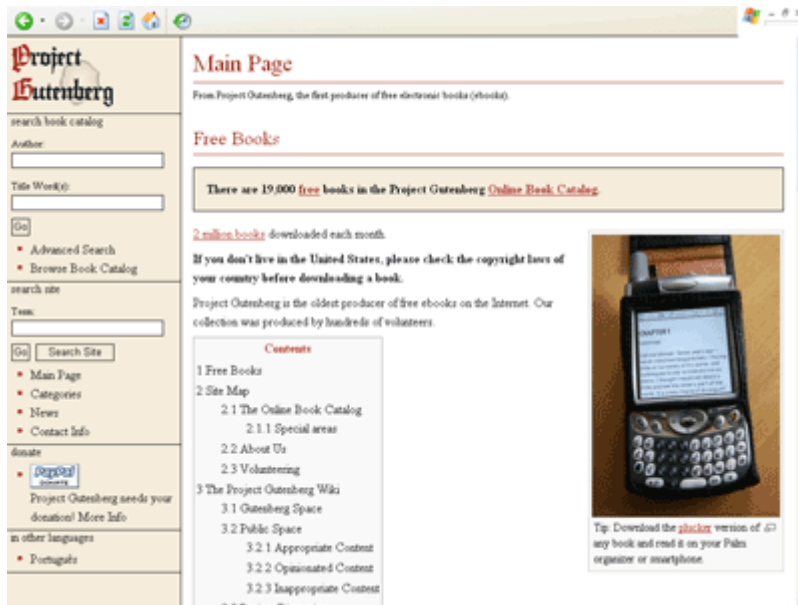 Project
Gutenberg
search book catalog
Author:
Title Word(s):
Go
Advanced Search
Browse Book Catalog
search site
Term:
Go Search Site
Main Page
Categories
News
Contact Info
donate
PayPal
DONATE
Project Gutenberg needs your
donation! More Info
in other languages
Português
Main Page
From Project Gutenberg, the first producer of free electronic books (ebooks).
Free Books
There are 19,000 free books in the Project Gutenberg Online Book Catalog.
2 million books downloaded each month.
If you don't live in the United States, please check the copyright laws of
your country before downloading a book.
Project Gutenberg is the oldest producer of free ebooks on the Internet. Our
collection was produced by hundreds of volunteers.
Contents
1 Free Books
2 Site Map
2.1 The Online Book Catalog
2.1.1 Special areas
2.2 About Us
2.3 Volunteering
3 The Project Gutenberg Wiki
3.1 Gutenberg Space
3.2 Public Space
3.2.1 Appropriate Content
3.2.2 Opinionated Content
3.2.3 Inappropriate Content
CHAPTER 1
Tip: Download the plucker version of
any book and read it on your Palm
organizer or smartphone.